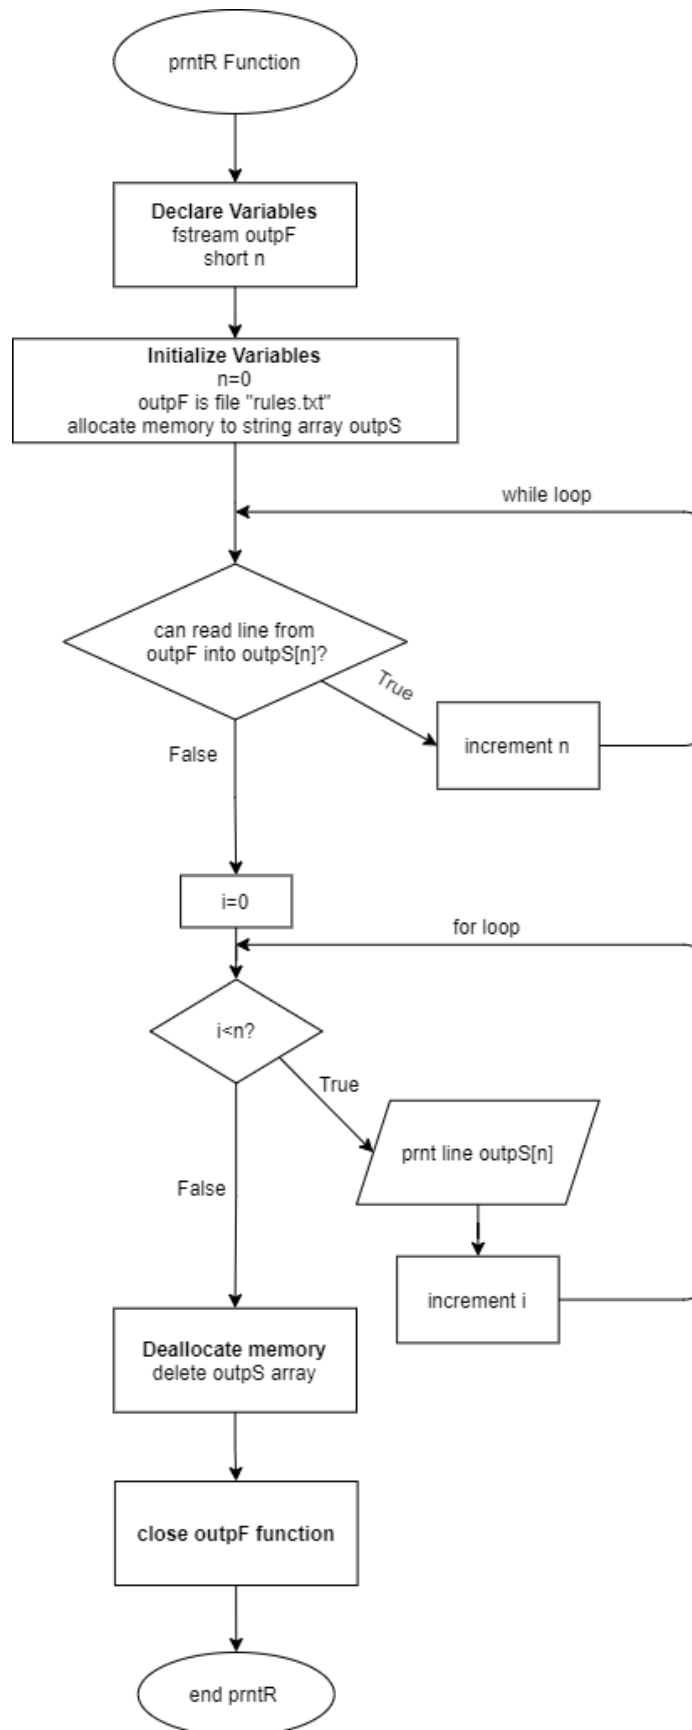 prntR Function
Declare Variables
fstream outpF
short n
Initialize Variables
n=0
outpF is file "rules.txt"
allocate memory to string array outpS
while loop
can read line from
outpF into outpS[n]?
True
increment n
False
i=0
for loop
i<n?
True
prnt line outpS[n]
False
increment i
Deallocate memory
delete outpS array
close outpF function
end prntR